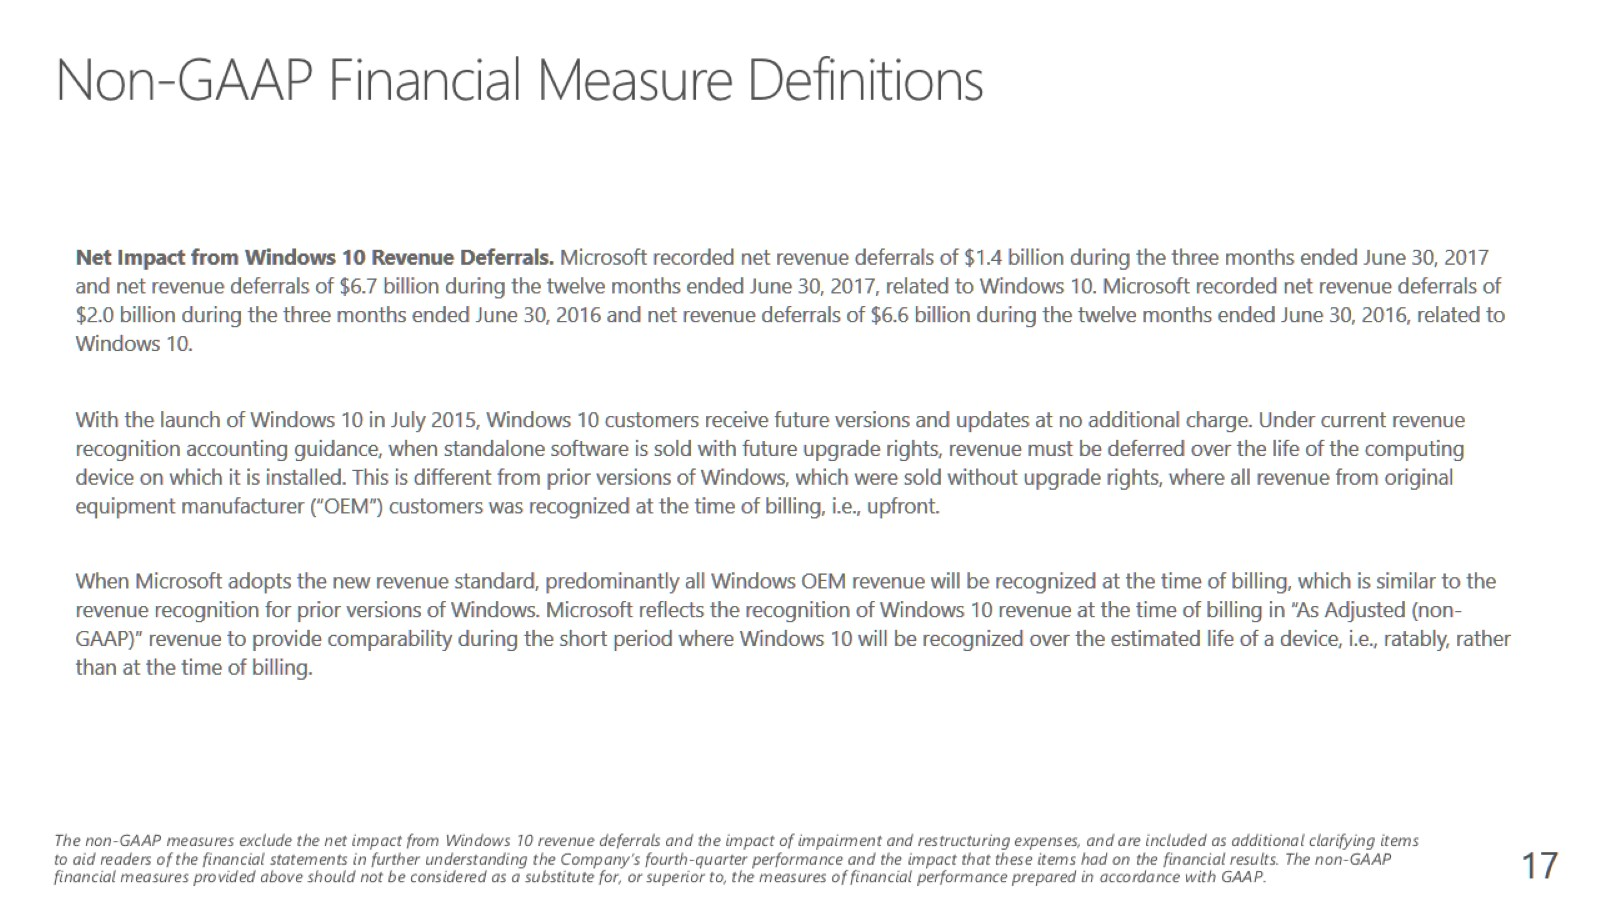 Non-GAAP Financial Measure Definitions
Net Impact from Windows 10 Revenue Deferrals. Microsoft recorded net revenue deferrals of $1.4 billion during the three months ended June 30, 2017
and net revenue deferrals of $6.7 billion during the twelve months ended June 30, 2017, related to Windows 10. Microsoft recorded net revenue deferrals of
$2.0 billion during the three months ended June 30, 2016 and net revenue deferrals of $6.6 billion during the twelve months ended June 30, 2016, related to
Windows 10.
With the launch of Windows 10 in July 2015, Windows 10 customers receive future versions and updates at no additional charge. Under current revenue
recognition accounting guidance, when standalone software is sold with future upgrade rights, revenue must be deferred over the life of the computing
device on which it is installed. This is different from prior versions of Windows, which were sold without upgrade rights, where all revenue from original
equipment manufacturer ("OEM") customers was recognized at the time of billing, i.e., upfront.
When Microsoft adopts the new revenue standard, predominantly all Windows OEM revenue will be recognized at the time of billing, which is similar to the
revenue recognition for prior versions of Windows. Microsoft reflects the recognition of Windows 10 revenue at the time of billing in "As Adjusted (non-
GAAP)" revenue to provide comparability during the short period where Windows 10 will be recognized over the estimated life of a device, i.e., ratably, rather
than at the time of billing.
The non-GAAP measures exclude the net impact from Windows 10 revenue deferrals and the impact of impairment and restructuring expenses, and are included as additional clarifying items
to aid readers of the financial statements in further understanding the Company's fourth-quarter performance and the impact that these items had on the financial results. The non-GAAP
financial measures provided above should not be considered as a substitute for, or superior to, the measures of financial performance prepared in accordance with GAAP.
17